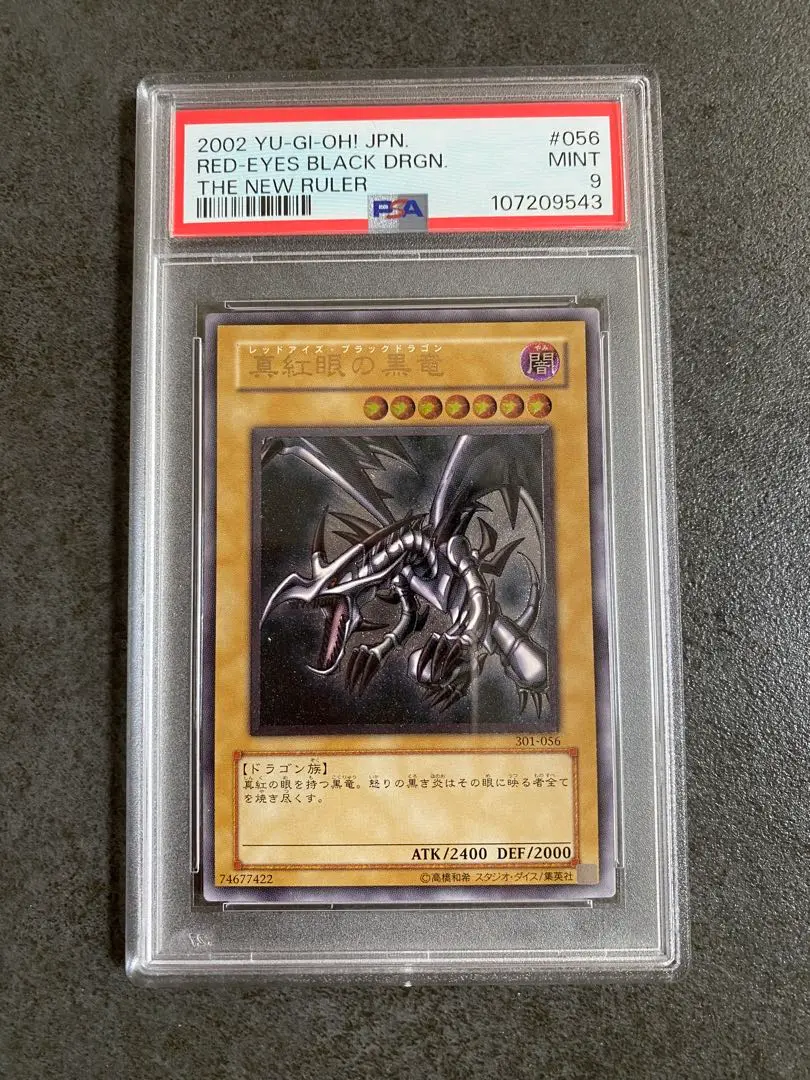 2002 YU-GI-OH! JPN. #056
RED-EYES BLACK DRGN. MINT
THE NEW RULER 9
PSA 107209543
レッドアイズ・ブラックドラゴン
真紅眼の黒竜
やみ
闇
301-056
【ドラゴン族】
真紅の眼を持つ黒竜。怒りの黒き炎はその眼に映る者全て
を焼き尽くす。
ATK/2400 DEF/2000
74677422 ©高橋和希 スタジオ・ダイス/集英社